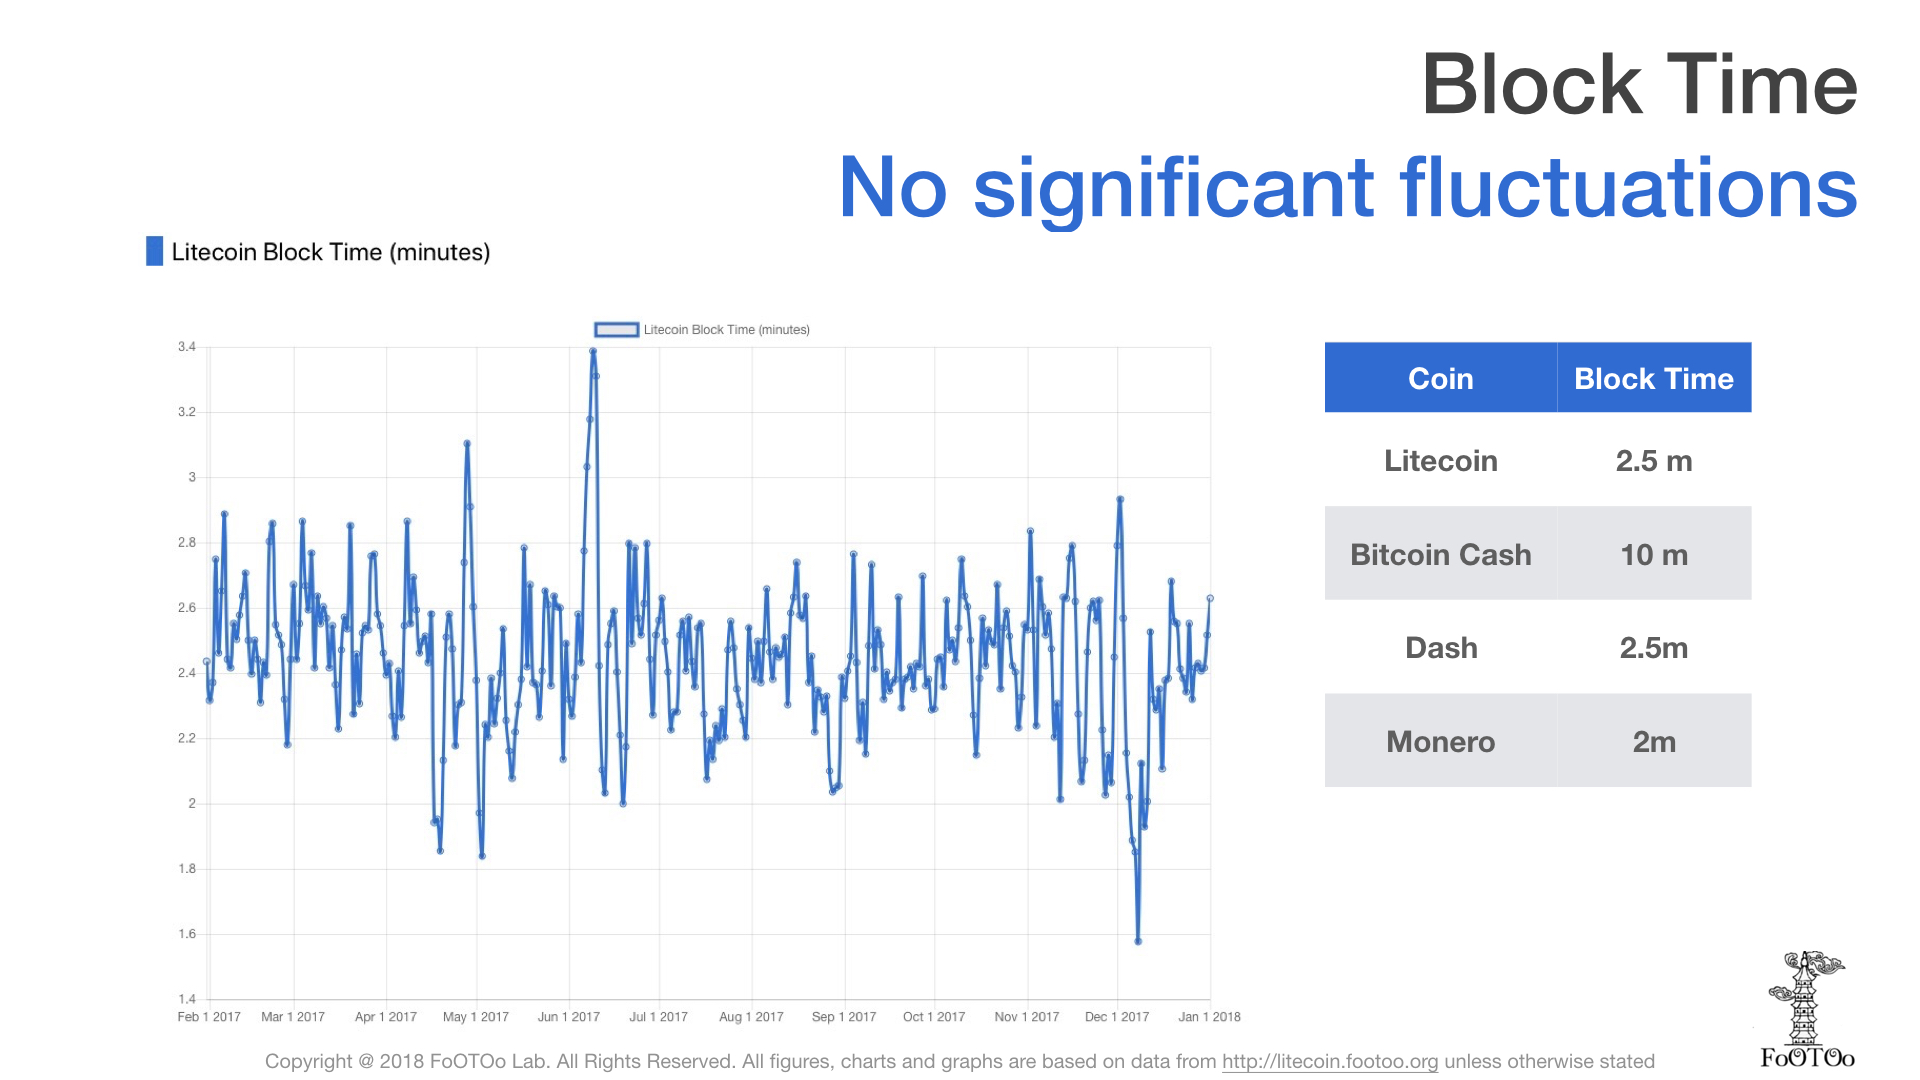 Block Time
No significant fluctuations
Litecoin Block Time (minutes)
Litecoin Block Time (minutes)
3.4
3.2
3
2.8
2.6
2.4
2.2
2
1.8
1.6
1.4
Feb 1 2017 Mar 1 2017 Apr 1 2017 May 1 2017 Jun 1 2017 Jul 1 2017 Aug 1 2017 Sep 1 2017 Oct 1 2017 Nov 1 2017 Dec 1 2017 Jan 1 2018
Coin Block Time
Litecoin 2.5 m
Bitcoin Cash 10 m
Dash 2.5m
Monero 2m
FoOTOo
Copyright @ 2018 FoOTOo Lab. All Rights Reserved. All figures, charts and graphs are based on data from http://litecoin.footoo.org unless otherwise stated